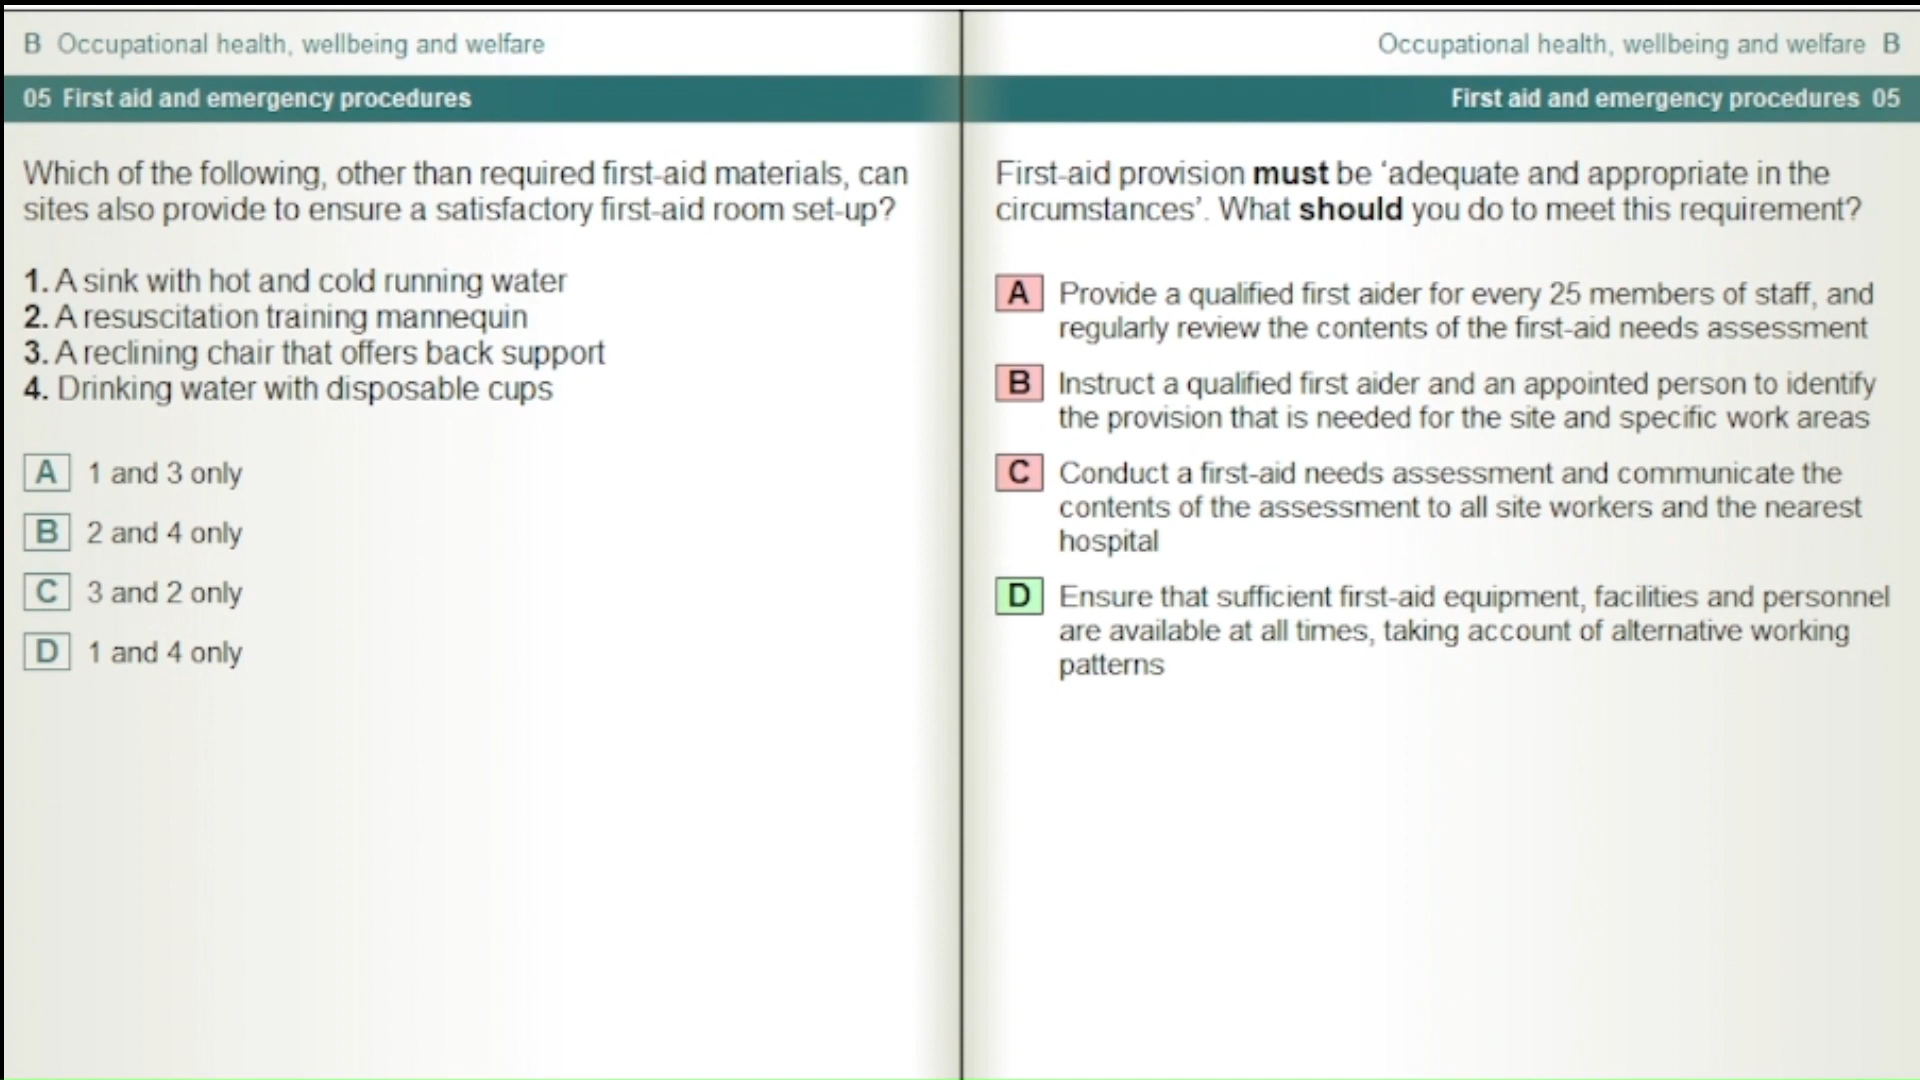 B Occupational health, wellbeing and welfare
05 First aid and emergency procedures
Which of the following, other than required first-aid materials, can
sites also provide to ensure a satisfactory first-aid room set-up?
1. A sink with hot and cold running water
2. A resuscitation training mannequin
3. A reclining chair that offers back support
4. Drinking water with disposable cups
A 1 and 3 only
B 2 and 4 only
C 3 and 2 only
D 1 and 4 only
Occupational health, wellbeing and welfare B
First aid and emergency procedures 05
First-aid provision must be ‘adequate and appropriate in the
circumstances’. What should you do to meet this requirement?
A Provide a qualified first aider for every 25 members of staff, and
regularly review the contents of the first-aid needs assessment
B Instruct a qualified first aider and an appointed person to identify
the provision that is needed for the site and specific work areas
C Conduct a first-aid needs assessment and communicate the
contents of the assessment to all site workers and the nearest
hospital
D Ensure that sufficient first-aid equipment, facilities and personnel
are available at all times, taking account of alternative working
patterns